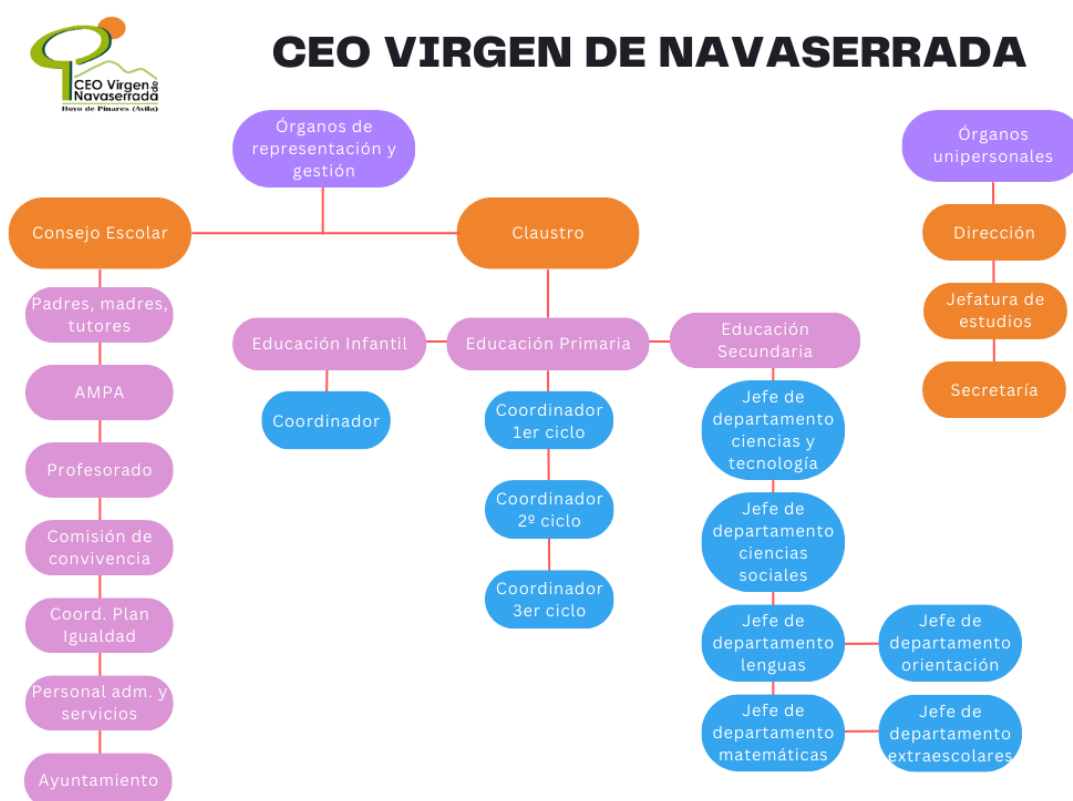 CEO Virgen de
Navaserrada
Hoyo de Pinares (Avila)
CEO VIRGEN DE NAVASERRADA
Órganos de
representación y
gestión
Órganos
unipersonales
Consejo Escolar
Claustro
Dirección
Padres, madres,
tutores
AMPA
Profesorado
Comisión de
convivencia
Coord. Plan
Igualdad
Personal adm. y
servicios
Ayuntamiento
Educación Infantil
Coordinador
Educación Primaria
Coordinador
1er ciclo
Coordinador
2º ciclo
Coordinador
3er ciclo
Educación
Secundaria
Jefe de
departamento
ciencias y
tecnología
Jefe de
departamento
ciencias
sociales
Jefe de
departamento
lenguas
Jefe de
departamento
orientación
Jefe de
departamento
matemáticas
Jefe de
departamento
extraescolares
Jefatura de
estudios
Secretaría